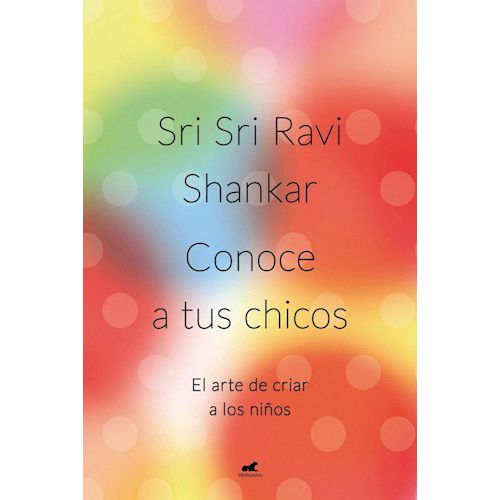 Sri Sri Ravi
Shankar
Conoce
a tus chicos
El arte de criar
a los niños
VERGARA